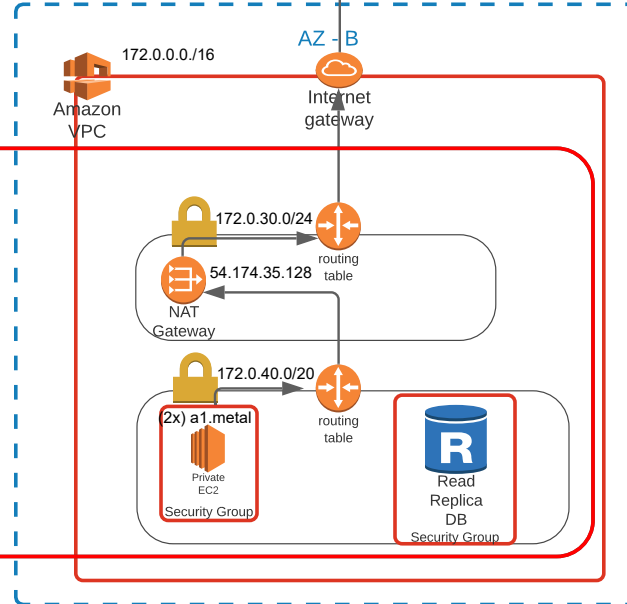 AZ - B
172.0.0.0./16
Amazon
VPC
Internet
gateway
172.0.30.0/24
routing
table
54.174.35.128
NAT
Gateway
172.0.40.0/20
routing
table
(2x) a1.metal
Private
EC2
Security Group
R
Read
Replica
DB
Security Group